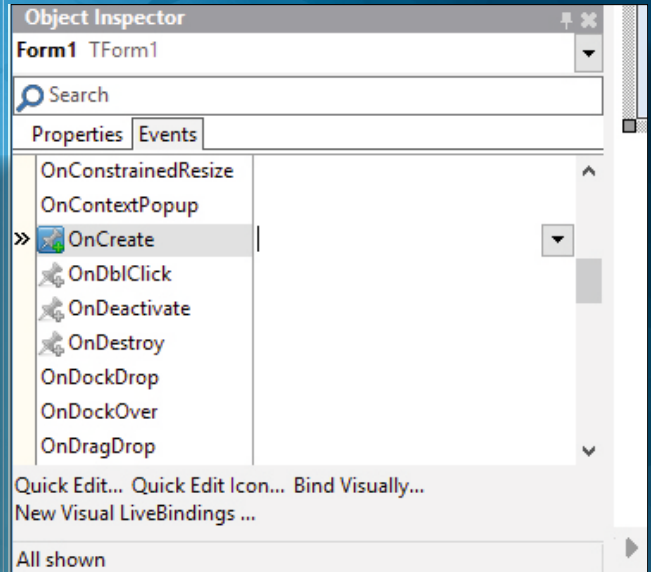 Object Inspector
Form1 TForm1
Search
Properties Events
OnConstrainedResize
OnContextPopup
OnCreate
OnDblClick
OnDeactivate
OnDestroy
OnDockDrop
OnDockOver
OnDragDrop
Quick Edit... Quick Edit Icon... Bind Visually...
New Visual LiveBindings ...
All shown